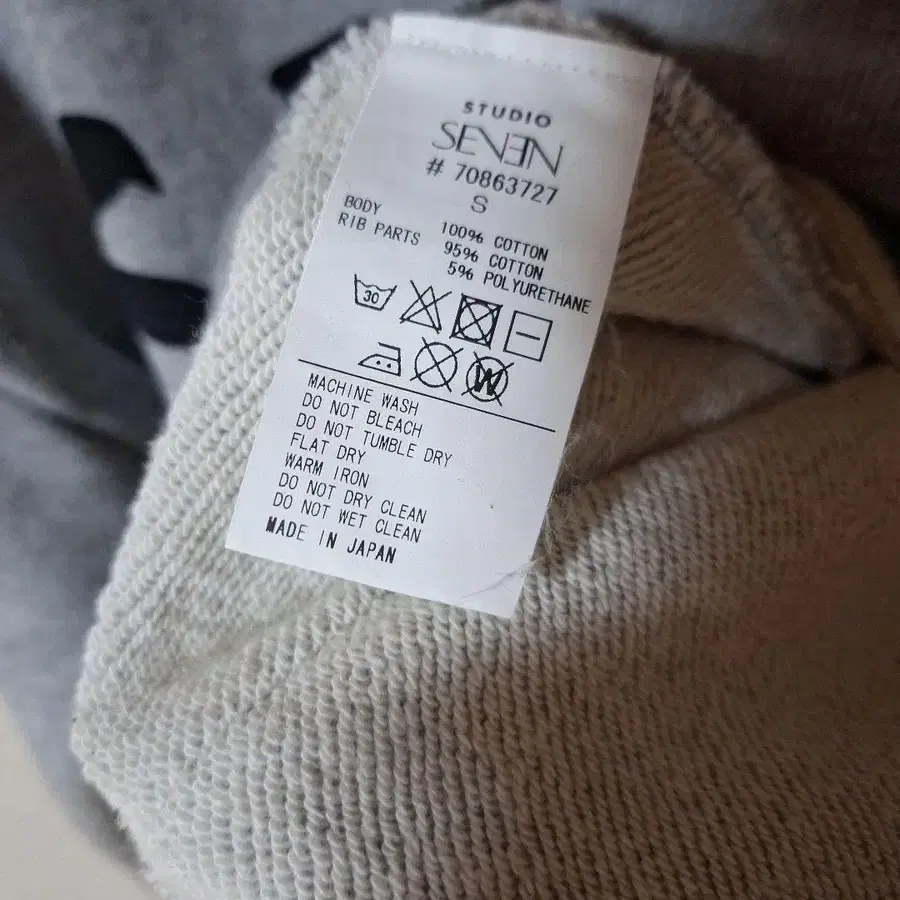 STUDIO
SEVEN
# 70863727
S
BODY 100% COTTON
RIB PARTS 95% COTTON
5% POLYURETHANE
30
W
MACHINE WASH
DO NOT BLEACH
DO NOT TUMBLE DRY
FLAT DRY
WARM IRON
DO NOT DRY CLEAN
DO NOT WET CLEAN
MADE IN JAPAN